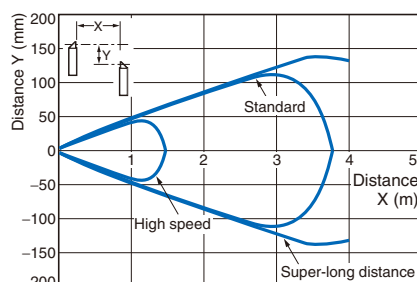 Distance Y (mm)
200
150
100
50
0
−50
−100
−150
200
X
Y
Standard
High speed
Super-long distance
1
2
3
4
5
Distance
X (m)